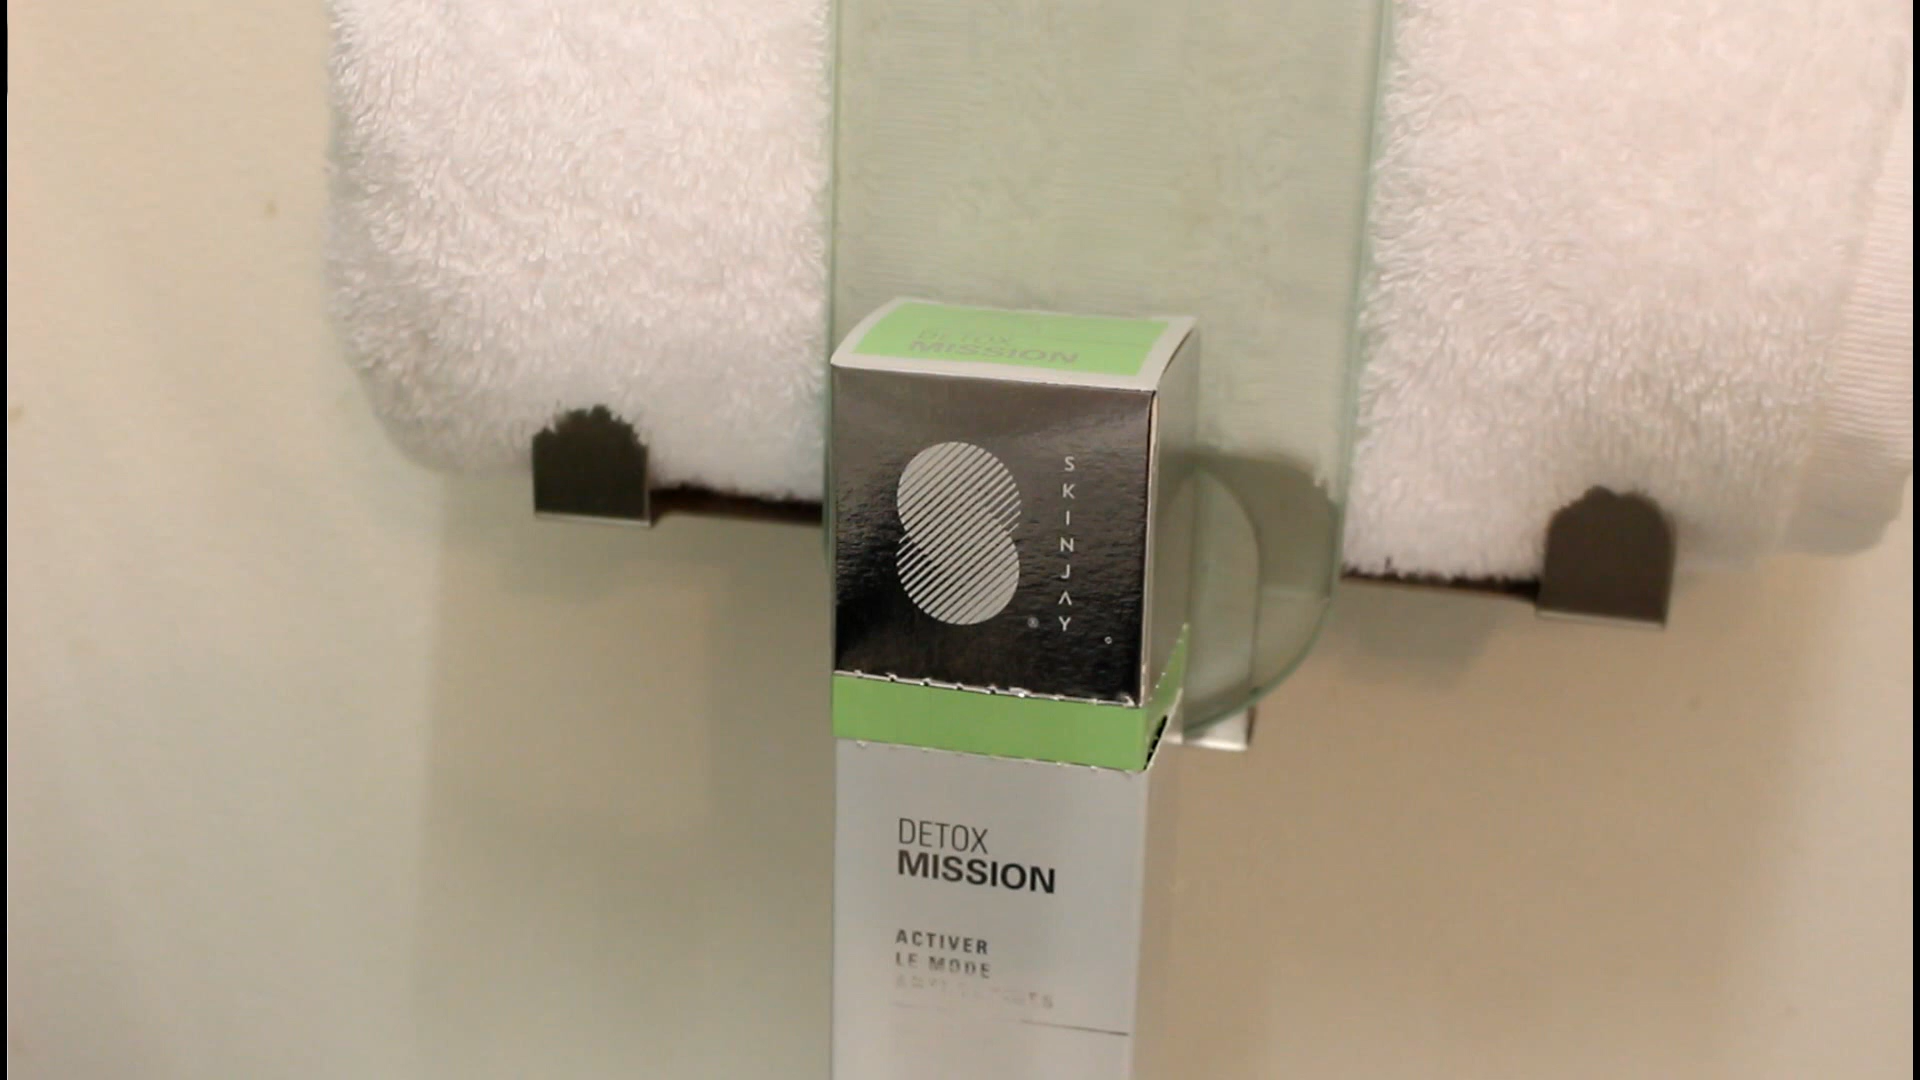 DETOX
MISSION
SKINJAY
®
DETOX
MISSION
ACTIVER
LE MODE